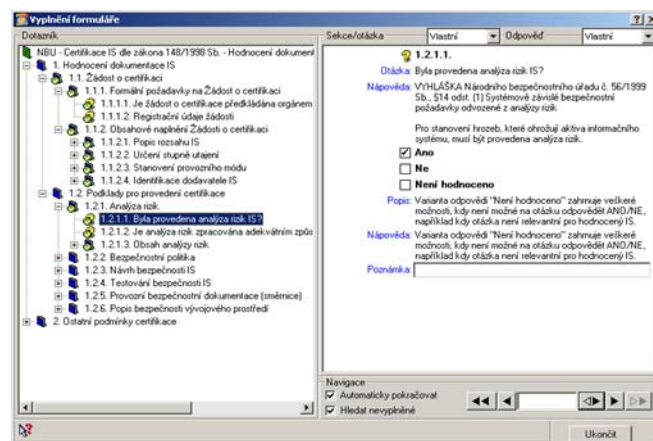 Vyplnění formuláře
Dotazník
NBU - Certifikace IS dle zákona 148/1998 Sb. - Hodnocení dokument
1. Hodnocení dokumentace IS
1.1. Žádost o certifikaci
1.1.1. Formální požadavky na Žádost o certifikaci
1.1.1.1. Je žádost o certifikace předkládána orgánem
1.1.1.2. Registrační údaje žádosti
1.1.2. Obsahové naplnění Žádosti o certifikaci
1.1.2.1. Popis rozsahu IS
1.1.2.2. Určení stupně utajení
1.1.2.3. Stanovení provozního módu
1.1.2.4. Identifikace dodavatele IS
1.2. Podklady pro provedení certifikace
1.2.1. Analýza rizik
1.2.1.1. Byla provedena analýza rizik IS?
1.2.1.2. Je analýza rizik zpracována adekvátním způs
1.2.1.3. Obsah analýzy rizik
1.2.2. Bezpečnostní politika
1.2.3. Návrh bezpečnosti IS
1.2.4. Testování bezpečnosti IS
1.2.5. Provozní bezpečnostní dokumentace (směrnice)
1.2.6. Popis bezpečnosti vývojového prostředí
2. Ostatní podmínky certifikace
Sekce/otázka Vlastní Odpověď Vlastní
1.2.1.1.
Otázka: Byla provedena analýza rizik IS?
Nápověda: VYHLÁŠKA Národního bezpečnostního úřadu č. 56/1999
Sb., §14 odst. (1) Systémově závislé bezpečnostní
požadavky odvozené z analýzy rizik
Pro stanovení hrozeb, které ohrožují aktiva informačního
systému, musí být provedena analýza rizik.
Ano
Ne
Není hodnoceno
Popis: Varianta odpovědi "Není hodnoceno" zahrnuje veškeré
možnosti, kdy není možné na otázku odpovědět ANO/NE,
například kdy otázka není relevantní pro hodnocený IS.
Nápověda: Varianta odpovědi "Není hodnoceno" zahrnuje veškeré
možnosti, kdy není možné na otázku odpovědět ANO/NE,
například kdy otázka není relevantní pro hodnocený IS.
Poznámka:
Navigace
Automaticky pokračovat
Hledat nevyplněné
Ukončit